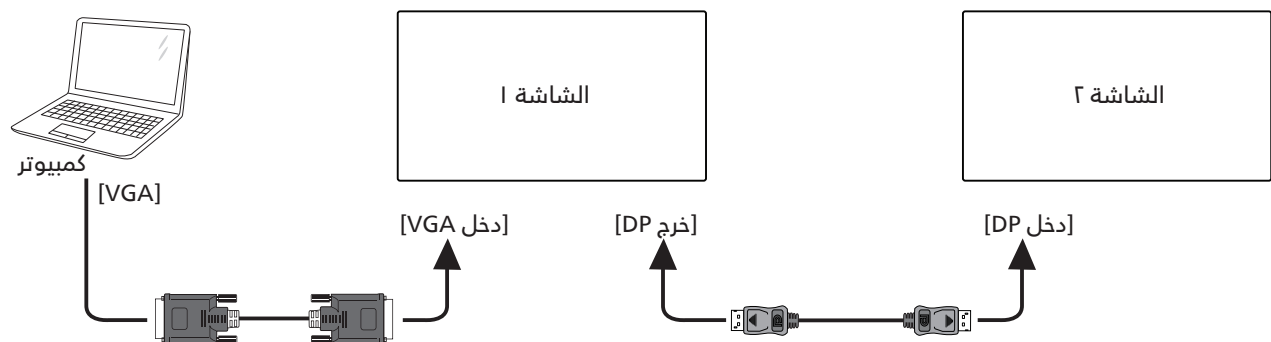 الشاشة ١
الشاشة ٢
كمبيوتر
[VGA]
[دخل VGA]
[خرج DP]
[دخل DP]